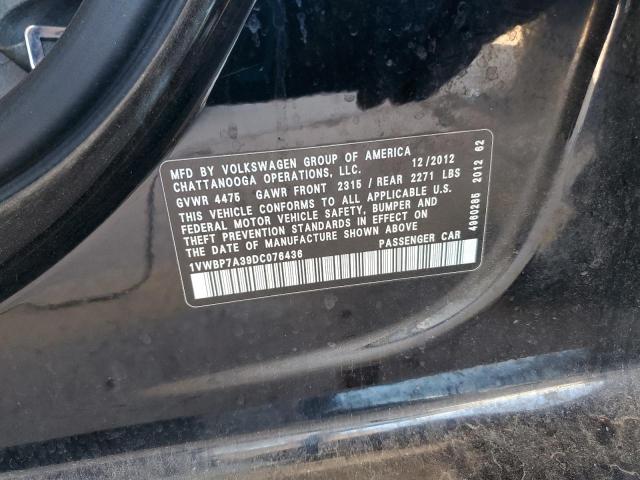 MFD BY VOLKSWAGEN GROUP OF AMERICA 12/2012
CHATTANOOGA OPERATIONS, LLC.
GVWR 4475 GAWR FRONT 2315 / REAR 2271 LBS
THIS VEHICLE CONFORMS TO ALL APPLICABLE U.S.
FEDERAL MOTOR VEHICLE SAFETY, BUMPER AND
THEFT PREVENTION STANDARDS IN EFFECT ON
THE DATE OF MANUFACTURE SHOWN ABOVE
1VWBP7A39DC076436 PASSENGER CAR
4960285 2012 62